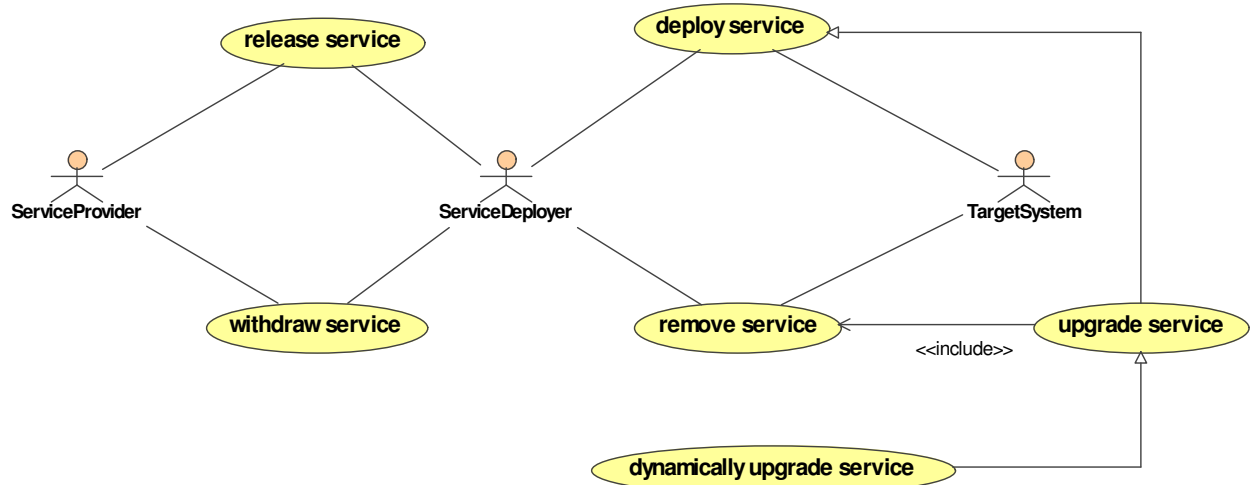 deploy service
release service
ServiceProvider
ServiceDeployer
TargetSystem
withdraw service
remove service
upgrade service
<<include>>
dynamically upgrade service